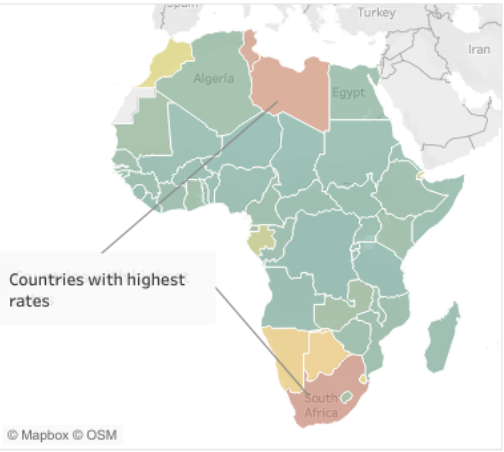 Spain
Turkey
Iran
Algeria
Egypt
Countries with highest
rates
South
Africa
© Mapbox © OSM